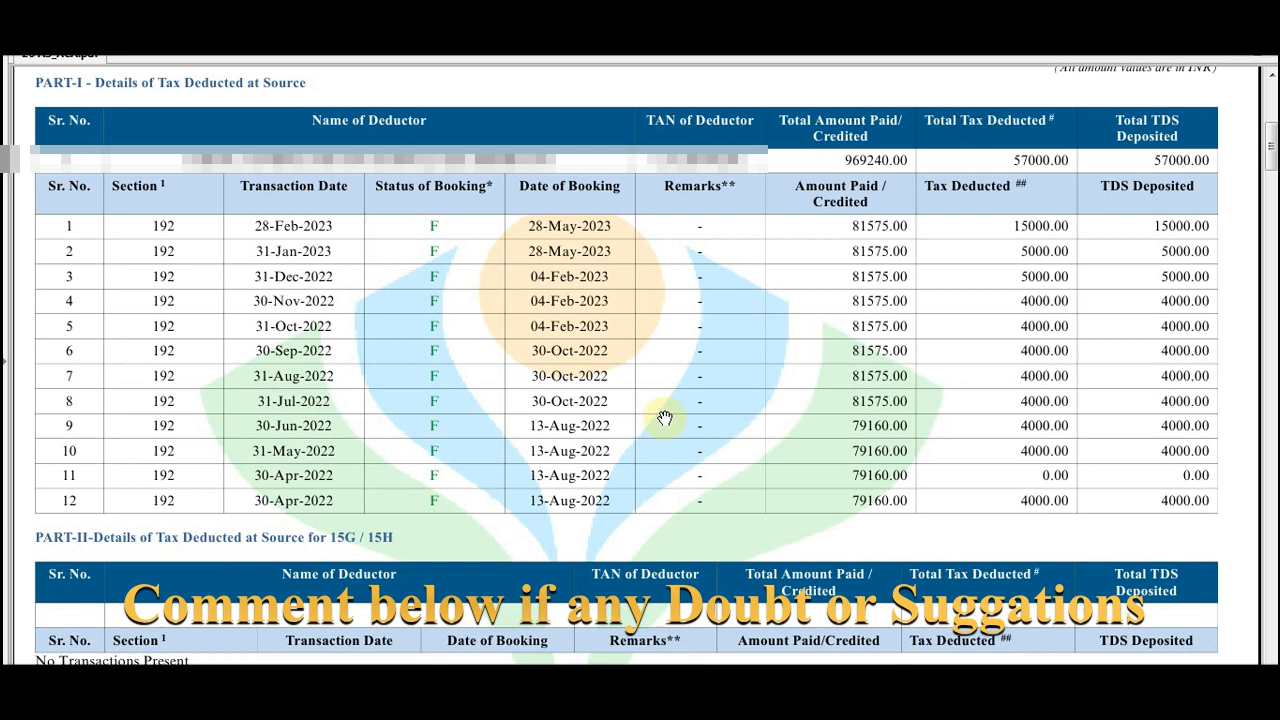 (All amount values are in INR)
PART-I - Details of Tax Deducted at Source
Sr. No. Name of Deductor TAN of Deductor Total Amount Paid/ Credited Total Tax Deducted # Total TDS Deposited
969240.00 57000.00 57000.00
Sr. No. Section 1 Transaction Date Status of Booking* Date of Booking Remarks** Amount Paid / Credited Tax Deducted ## TDS Deposited
1 192 28-Feb-2023 F 28-May-2023 - 81575.00 15000.00 15000.00
2 192 31-Jan-2023 F 28-May-2023 - 81575.00 5000.00 5000.00
3 192 31-Dec-2022 F 04-Feb-2023 - 81575.00 5000.00 5000.00
4 192 30-Nov-2022 F 04-Feb-2023 - 81575.00 4000.00 4000.00
5 192 31-Oct-2022 F 04-Feb-2023 - 81575.00 4000.00 4000.00
6 192 30-Sep-2022 F 30-Oct-2022 - 81575.00 4000.00 4000.00
7 192 31-Aug-2022 F 30-Oct-2022 - 81575.00 4000.00 4000.00
8 192 31-Jul-2022 F 30-Oct-2022 - 81575.00 4000.00 4000.00
9 192 30-Jun-2022 F 13-Aug-2022 - 79160.00 4000.00 4000.00
10 192 31-May-2022 F 13-Aug-2022 - 79160.00 4000.00 4000.00
11 192 30-Apr-2022 F 13-Aug-2022 - 79160.00 0.00 0.00
12 192 30-Apr-2022 F 13-Aug-2022 - 79160.00 4000.00 4000.00
PART-II-Details of Tax Deducted at Source for 15G / 15H
Sr. No. Name of Deductor TAN of Deductor Total Amount Paid / Credited Total Tax Deducted # Total TDS Deposited
Comment below if any Doubt or Suggations
Sr. No. Section 1 Transaction Date Date of Booking Remarks** Amount Paid/Credited Tax Deducted ## TDS Deposited
No Transactions Present